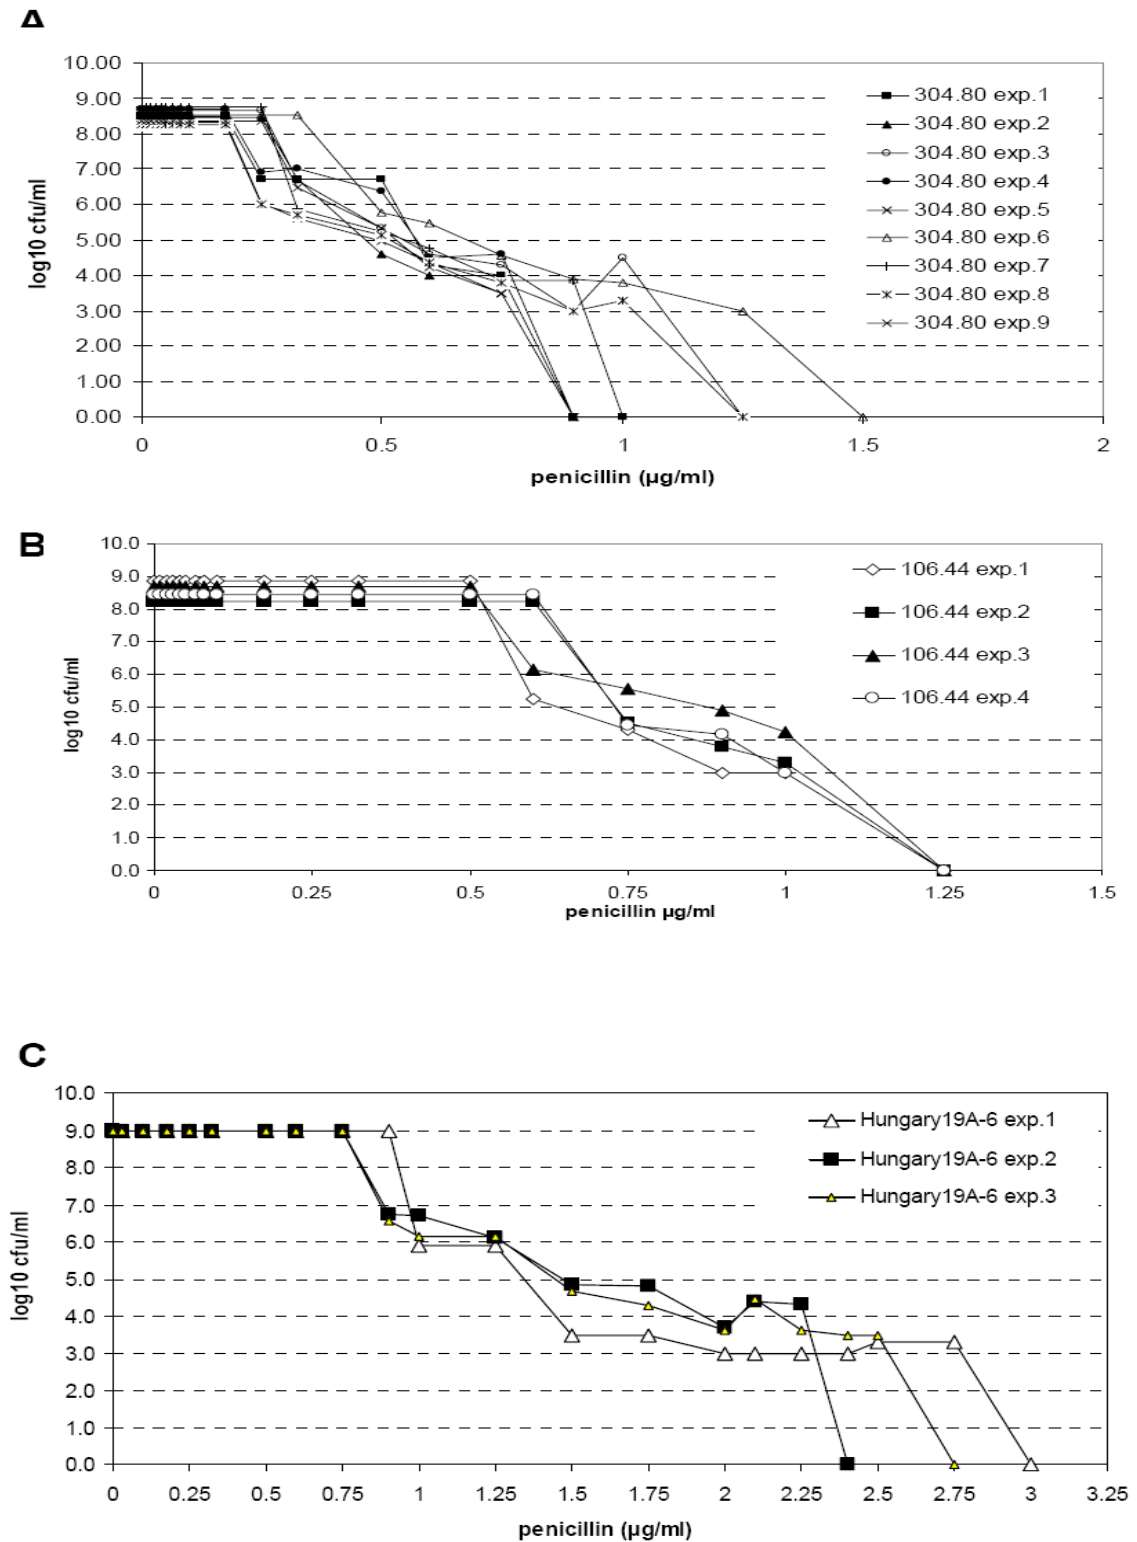 A
10.00
9.00
8.00
7.00
6.00
5.00
4.00
3.00
2.00
1.00
0.00
log10 cfu/ml
304.80 exp.1
304.80 exp.2
304.80 exp.3
304.80 exp.4
304.80 exp.5
304.80 exp.6
304.80 exp.7
304.80 exp.8
304.80 exp.9
0 0.5 1 1.5 2
penicillin (µg/ml)
B
10.0
9.0
8.0
7.0
6.0
5.0
4.0
3.0
2.0
1.0
0.0
log10 cfu/ml
106.44 exp.1
106.44 exp.2
106.44 exp.3
106.44 exp.4
0 0.25 0.5 0.75 1 1.25 1.5
penicillin µg/ml
C
10.0
9.0
8.0
7.0
6.0
5.0
4.0
3.0
2.0
1.0
0.0
log10 cfu/ml
Hungary19A-6 exp.1
Hungary19A-6 exp.2
Hungary19A-6 exp.3
0 0.25 0.5 0.75 1 1.25 1.5 1.75 2 2.25 2.5 2.75 3 3.25
penicillin (µg/ml)